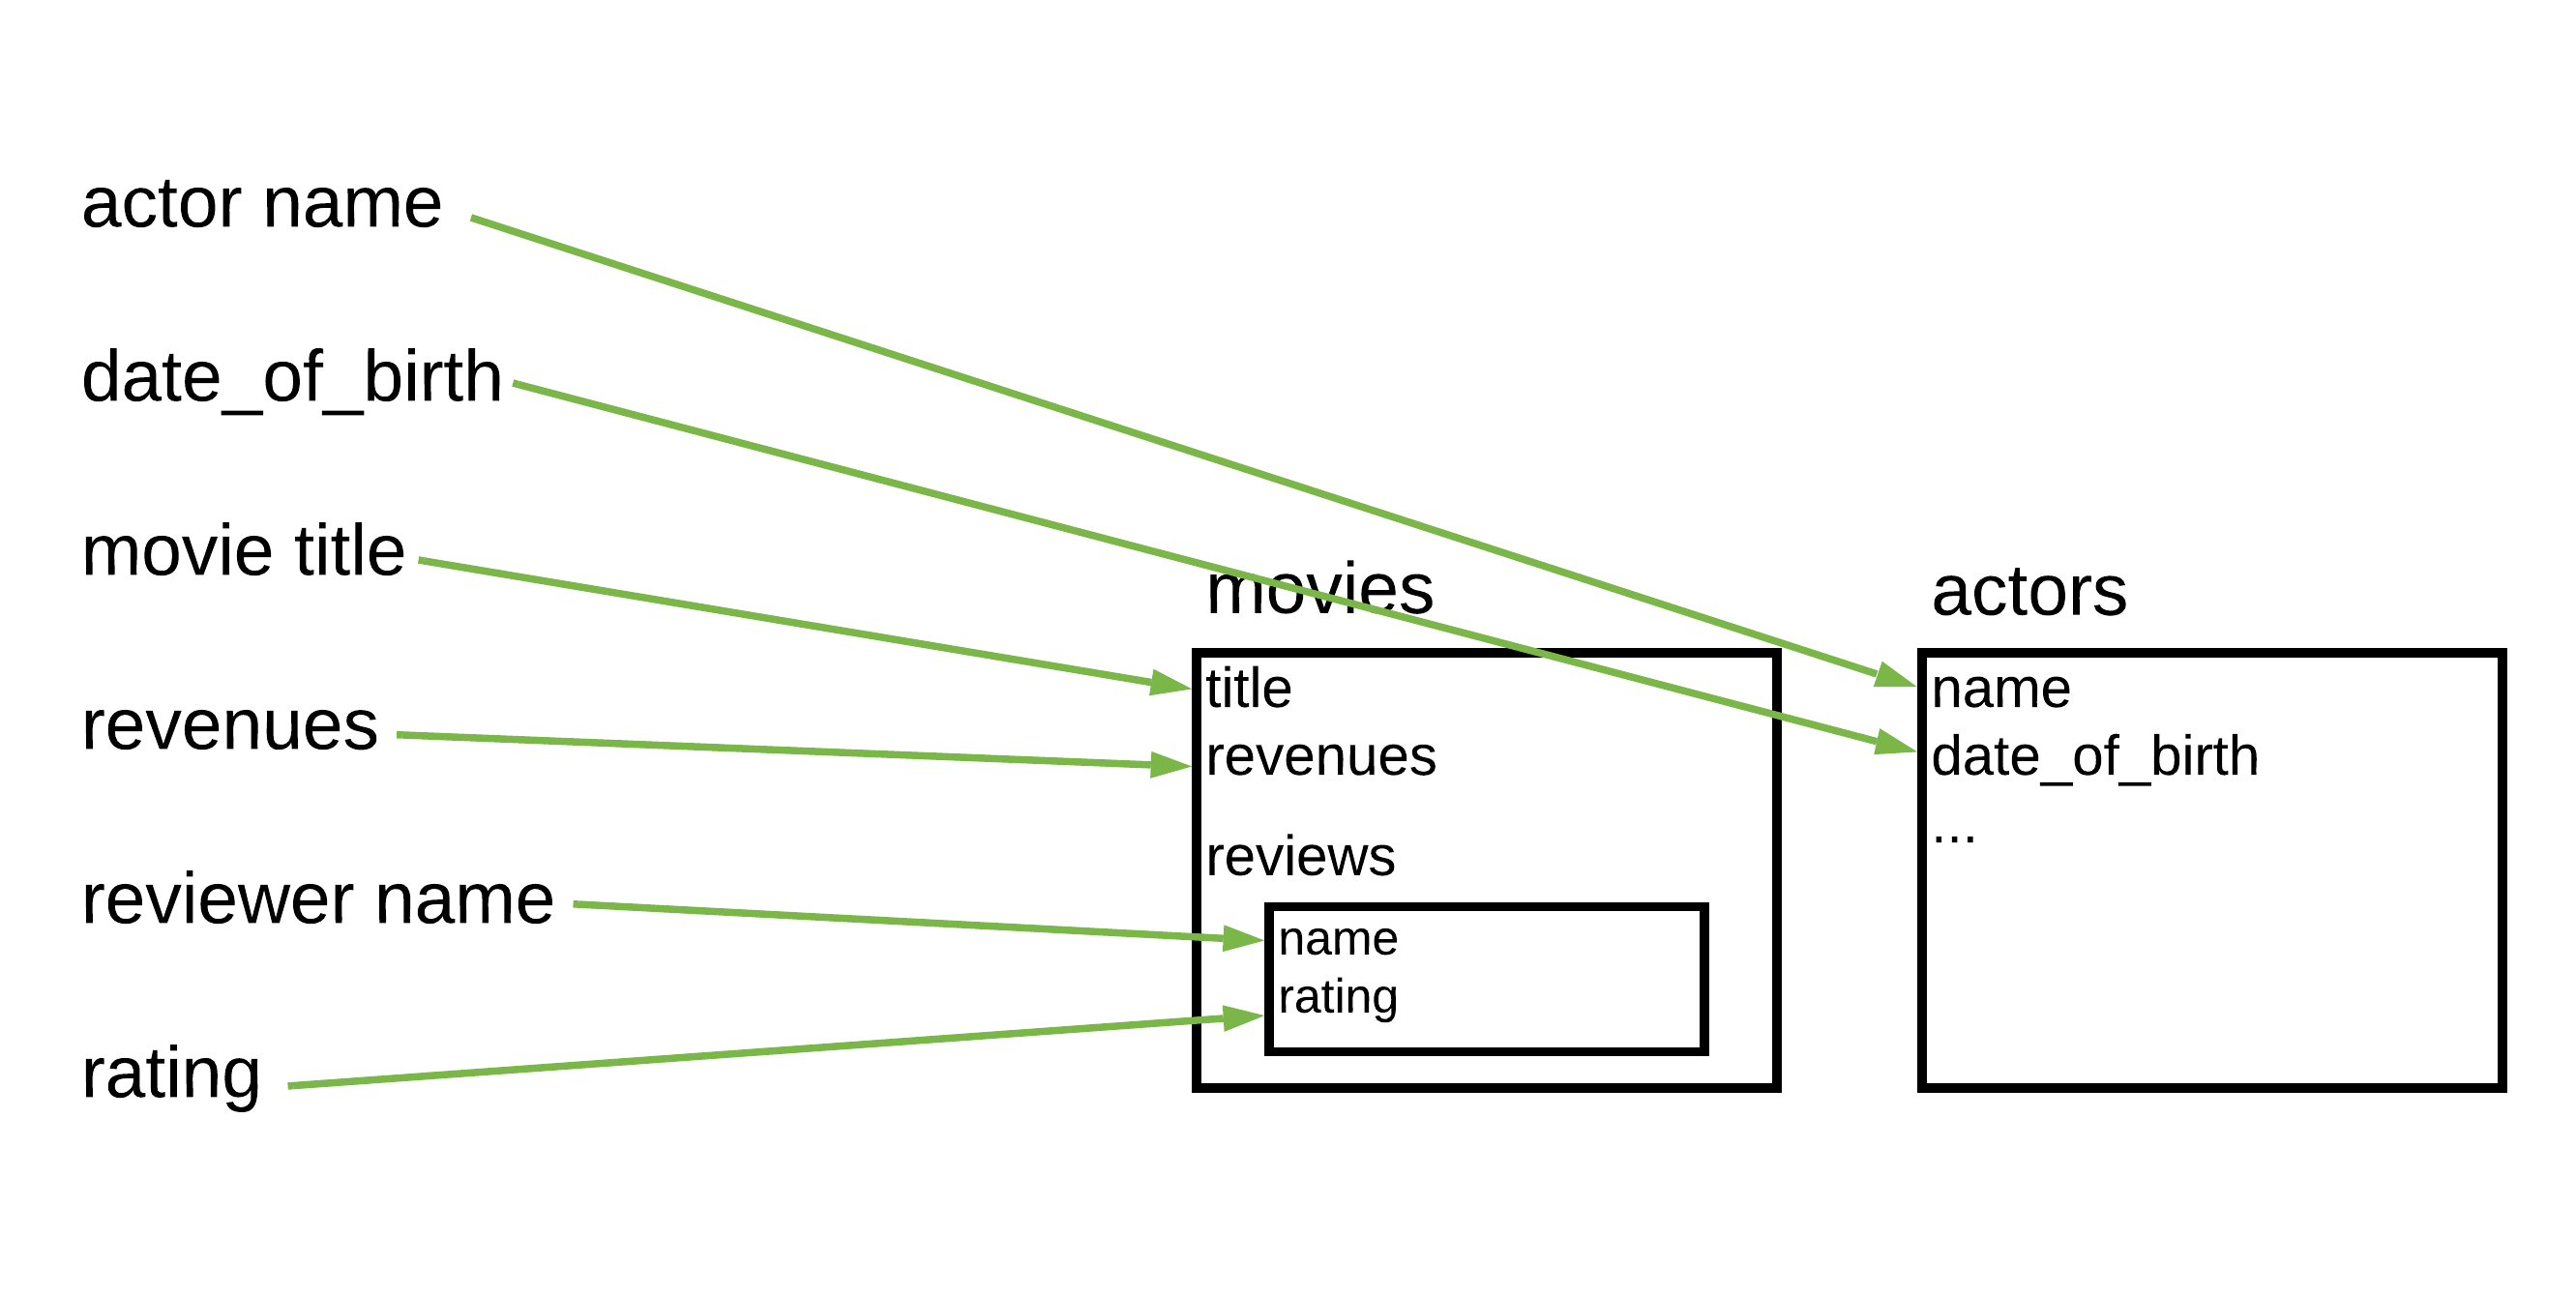 actor name
date_of_birth
movie title
revenues
reviewer name
rating
movies
title
revenues
reviews
name
rating
actors
name
date_of_birth
...